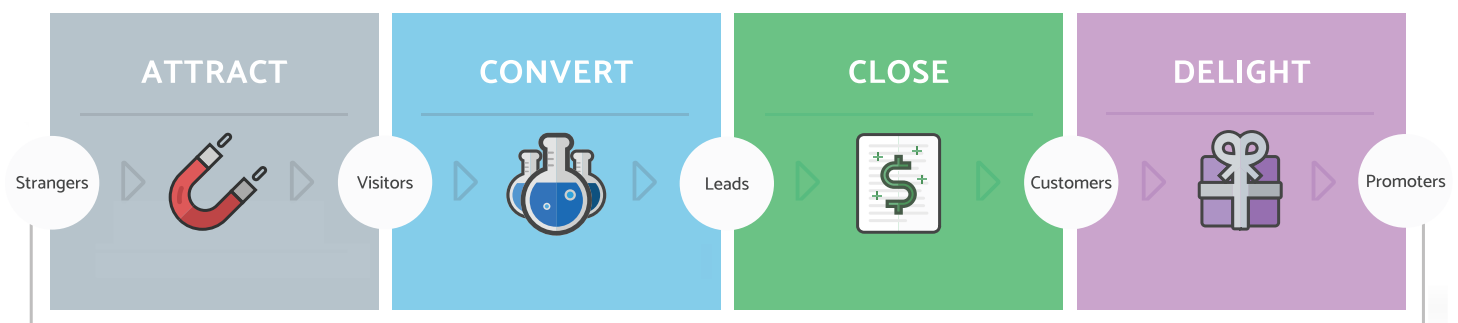 ATTRACT
CONVERT
CLOSE
DELIGHT
Strangers
Visitors
Leads
Customers
Promoters